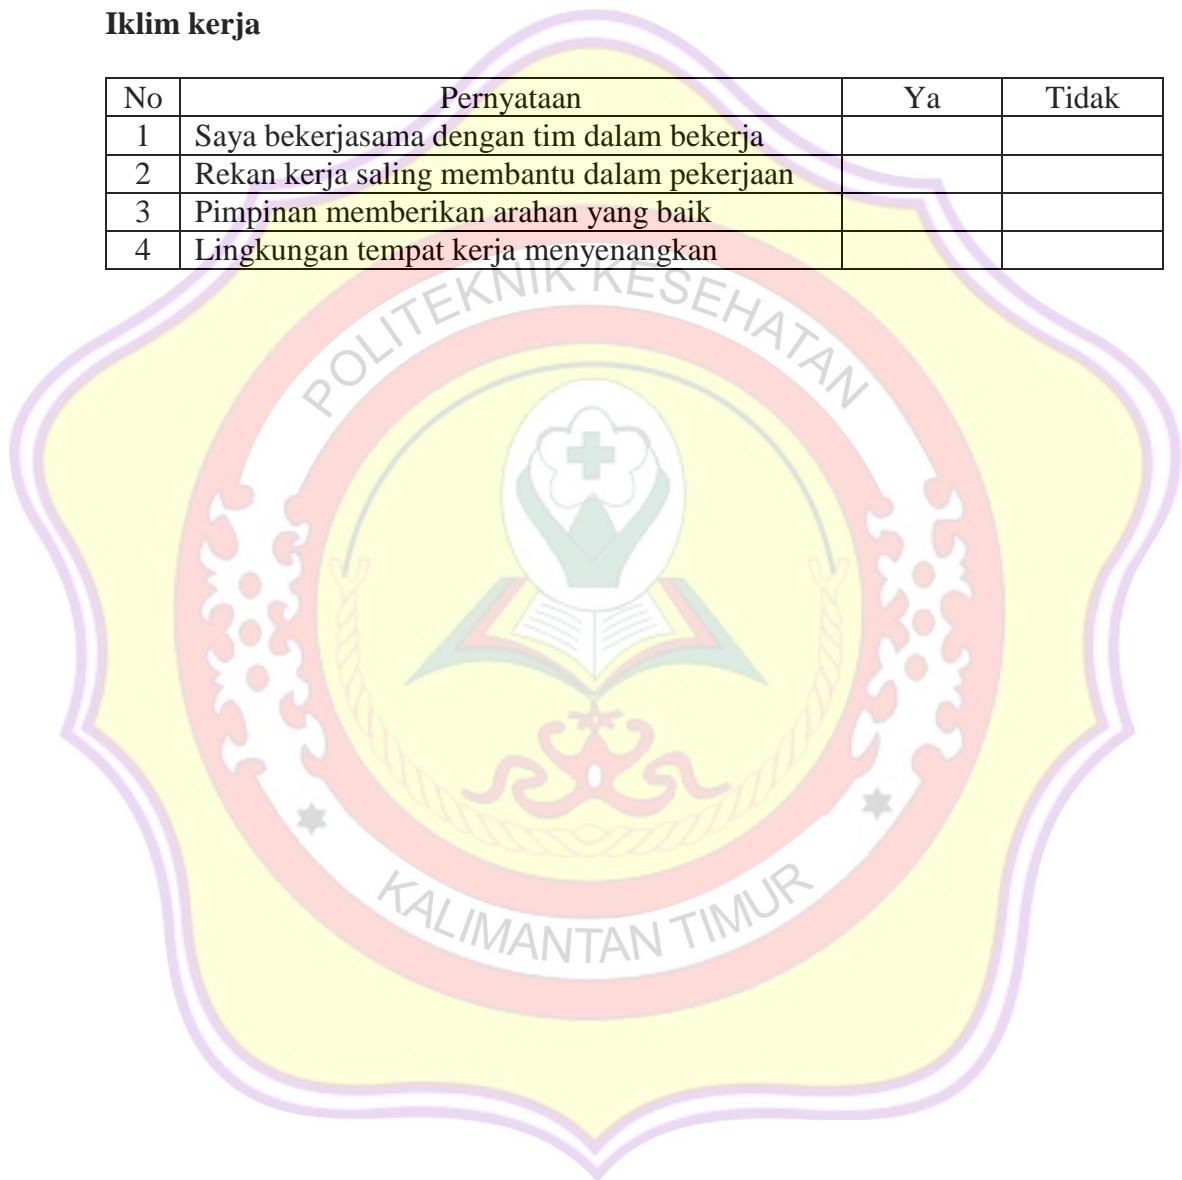 Iklim kerja
No Pernyataan Ya Tidak
1 Saya bekerjasama dengan tim dalam bekerja
2 Rekan kerja saling membantu dalam pekerjaan
3 Pimpinan memberikan arahan yang baik
4 Lingkungan tempat kerja menyenangkan
POLITEKNIK KESEHATAN
KALIMANTAN TIMUR